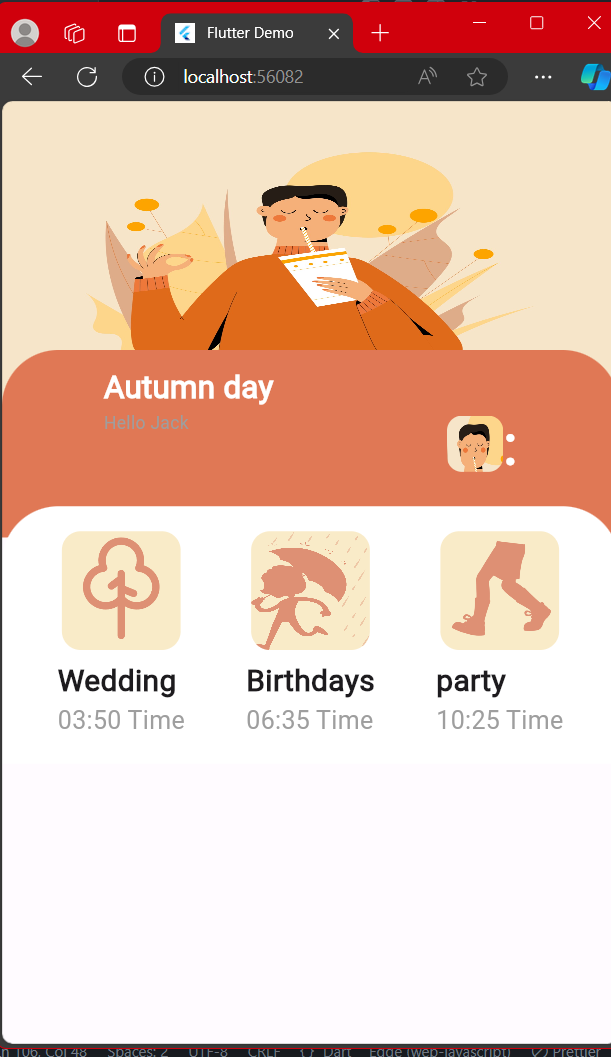 Flutter Demo
localhost:56082
Autumn day
Hello Jack
Wedding
Birthdays
party
03:50 Time
06:35 Time
10:25 Time
Ln 106, Col 48 Spaces: 2 UTF-8 CRLF {} Dart Edge (web-javascript) Prettier